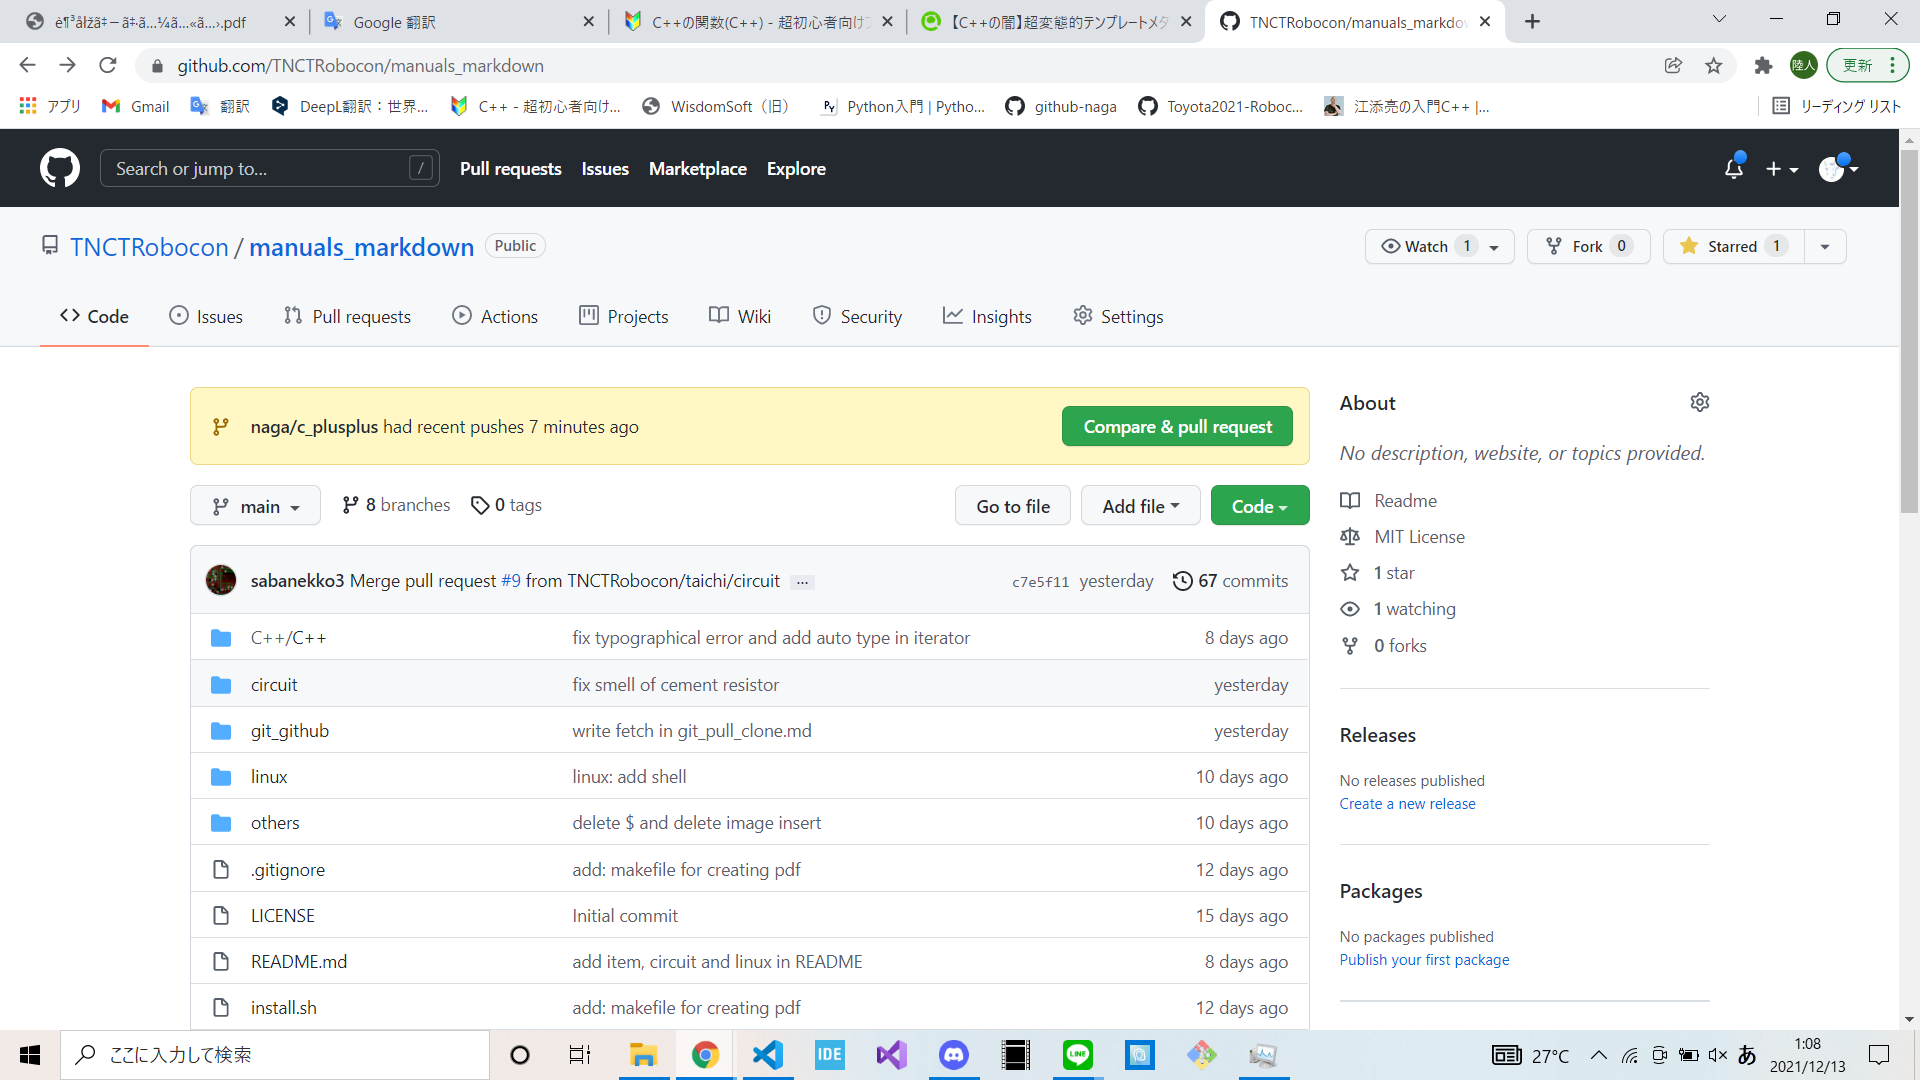 Google 翻訳
C++の関数(C++) - 超初心者向け
【C++の闇】超変態的テンプレートメタ
TNCTRobocon/manuals_markdow
github.com/TNCTRobocon/manuals_markdown
陸人
更新
アプリ
Gmail
翻訳
DeepL翻訳：世界...
C++ - 超初心者向け...
WisdomSoft（旧）
Python入門 | Pytho...
github-naga
Toyota2021-Roboc...
江添亮の入門C++ |...
リーディング リスト
Search or jump to...
/
Pull requests
Issues
Marketplace
Explore
TNCTRobocon / manuals_markdown
Public
Watch 1
Fork 0
Starred 1
Code
Issues
Pull requests
Actions
Projects
Wiki
Security
Insights
Settings
naga/c_plusplus had recent pushes 7 minutes ago
Compare & pull request
main
8 branches
0 tags
Go to file
Add file
Code
sabanekko3 Merge pull request #9 from TNCTRobocon/taichi/circuit ...
c7e5f11 yesterday
67 commits
C++/C++ fix typographical error and add auto type in iterator 8 days ago
circuit fix smell of cement resistor yesterday
git_github write fetch in git_pull_clone.md yesterday
linux linux: add shell 10 days ago
others delete $ and delete image insert 10 days ago
.gitignore add: makefile for creating pdf 12 days ago
LICENSE Initial commit 15 days ago
README.md add item, circuit and linux in README 8 days ago
install.sh add: makefile for creating pdf 12 days ago
About
No description, website, or topics provided.
Readme
MIT License
1 star
1 watching
0 forks
Releases
No releases published
Create a new release
Packages
No packages published
Publish your first package
ここに入力して検索
IDE
LINE
27°C
あ
1:08
2021/12/13